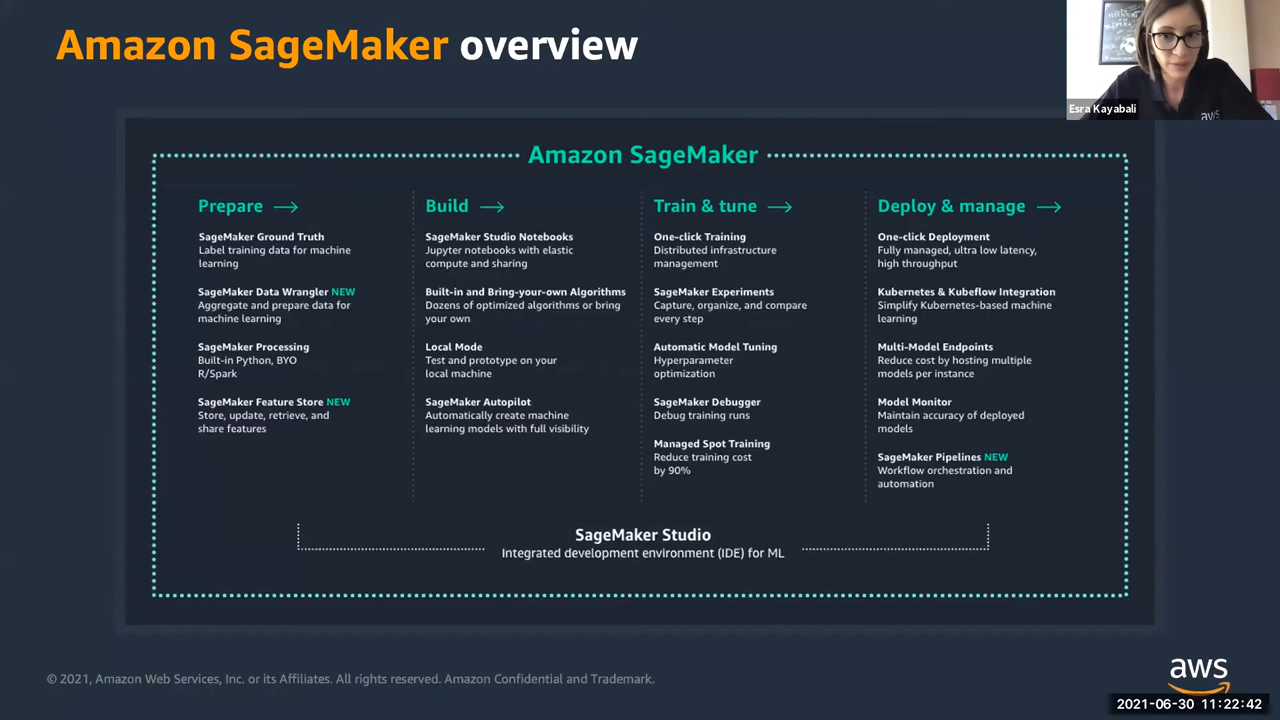 Amazon SageMaker overview
Esra Kayabali
aws
Amazon SageMaker
Prepare
SageMaker Ground Truth
Label training data for machine
learning
SageMaker Data Wrangler NEW
Aggregate and prepare data for
machine learning
SageMaker Processing
Built-in Python, BYO
R/Spark
SageMaker Feature Store NEW
Store, update, retrieve, and
share features
Build
SageMaker Studio Notebooks
Jupyter notebooks with elastic
compute and sharing
Built-in and Bring-your-own Algorithms
Dozens of optimized algorithms or bring
your own
Local Mode
Test and prototype on your
local machine
SageMaker Autopilot
Automatically create machine
learning models with full visibility
Train & tune
One-click Training
Distributed infrastructure
management
SageMaker Experiments
Capture, organize, and compare
every step
Automatic Model Tuning
Hyperparameter
optimization
SageMaker Debugger
Debug training runs
Managed Spot Training
Reduce training cost
by 90%
Deploy & manage
One-click Deployment
Fully managed, ultra low latency,
high throughput
Kubernetes & Kubeflow Integration
Simplify Kubernetes-based machine
learning
Multi-Model Endpoints
Reduce cost by hosting multiple
models per instance
Model Monitor
Maintain accuracy of deployed
models
SageMaker Pipelines NEW
Workflow orchestration and
automation
SageMaker Studio
Integrated development environment (IDE) for ML
© 2021, Amazon Web Services, Inc. or its Affiliates. All rights reserved. Amazon Confidential and Trademark.
aws
2021-06-30 11:22:42